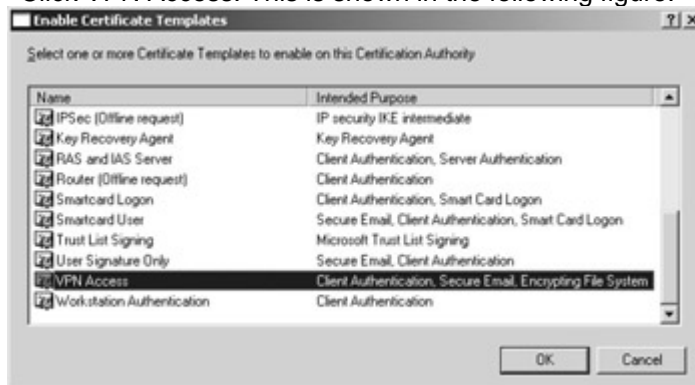 Click VPN Access. This is shown in the following figure.
Enable Certificate Templates
Select one or more Certificate Templates to enable on this Certification Authority
Name Intended Purpose
IPSec (Offline request) IP security IKE intermediate
Key Recovery Agent Key Recovery Agent
RAS and IAS Server Client Authentication, Server Authentication
Router (Offline request) Client Authentication
Smartcard Logon Client Authentication, Smart Card Logon
Smartcard User Secure Email, Client Authentication, Smart Card Logon
Trust List Signing Microsoft Trust List Signing
User Signature Only Secure Email, Client Authentication
VPN Access Client Authentication, Secure Email, Encrypting File System
Workstation Authentication Client Authentication
OK Cancel